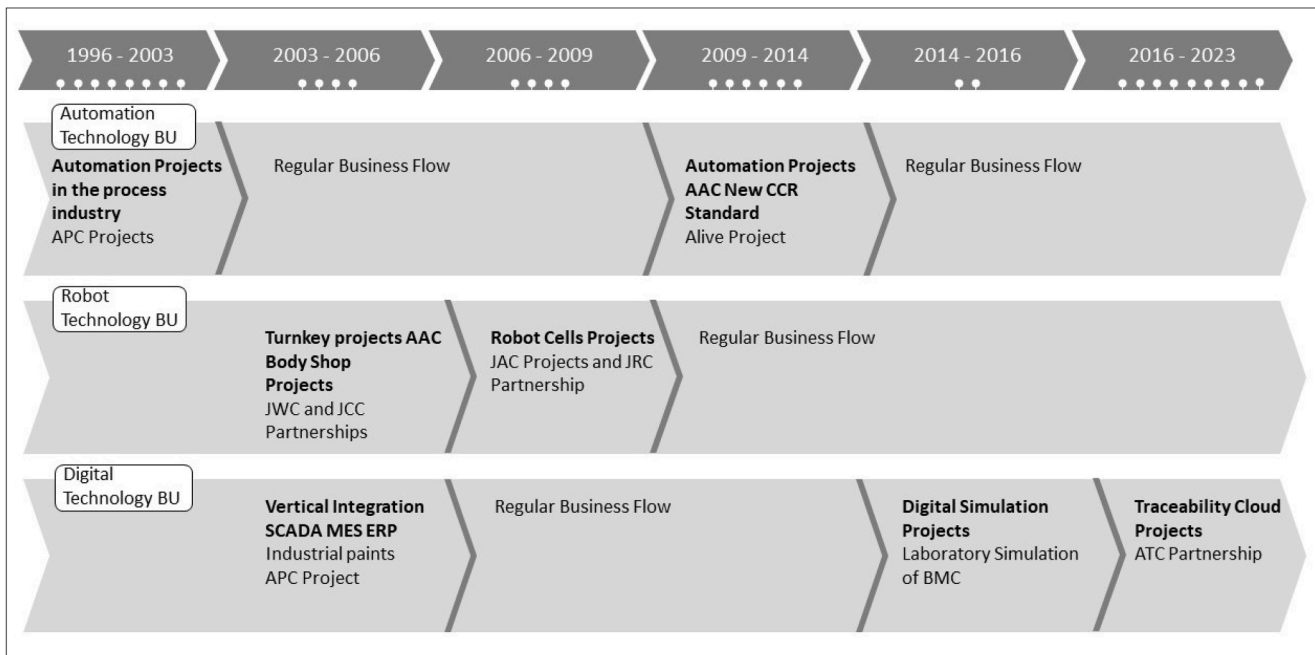 1996 - 2003
2003 - 2006
2006 - 2009
2009 - 2014
2014 - 2016
2016 - 2023
Automation
Technology BU
Automation Projects
in the process
industry
APC Projects
Regular Business Flow
Automation Projects
AAC New CCR
Standard
Alive Project
Regular Business Flow
Robot
Technology BU
Turnkey projects AAC
Body Shop
Projects
JWC and JCC
Partnerships
Robot Cells Projects
JAC Projects and JRC
Partnership
Regular Business Flow
Digital
Technology BU
Vertical Integration
SCADA MES ERP
Industrial paints
APC Project
Regular Business Flow
Digital Simulation
Projects
Laboratory Simulation
of BMC
Traceability Cloud
Projects
ATC Partnership